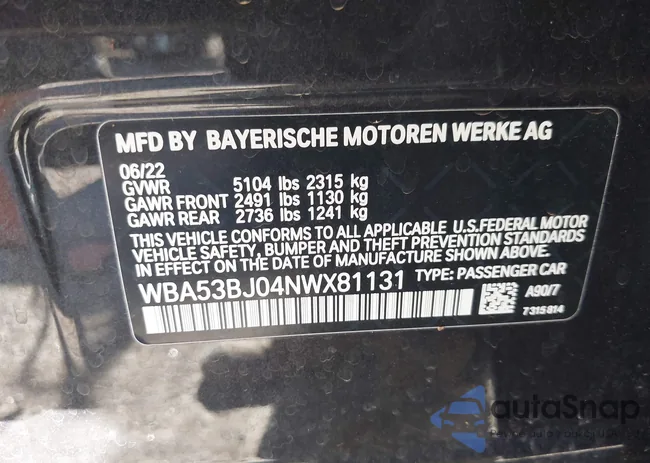 MFD BY BAYERISCHE MOTOREN WERKE AG
06/22
GVWR 5104 lbs 2315 kg
GAWR FRONT 2491 lbs 1130 kg
GAWR REAR 2736 lbs 1241 kg
THIS VEHICLE CONFORMS TO ALL APPLICABLE U.S.FEDERAL MOTOR
VEHICLE SAFETY, BUMPER AND THEFT PREVENTION STANDARDS
IN EFFECT ON THE DATE OF MANUFACTURE SHOWN ABOVE.
WBA53BJ04NWX81131 TYPE: PASSENGER CAR
A90/7
7315814
autaSnap